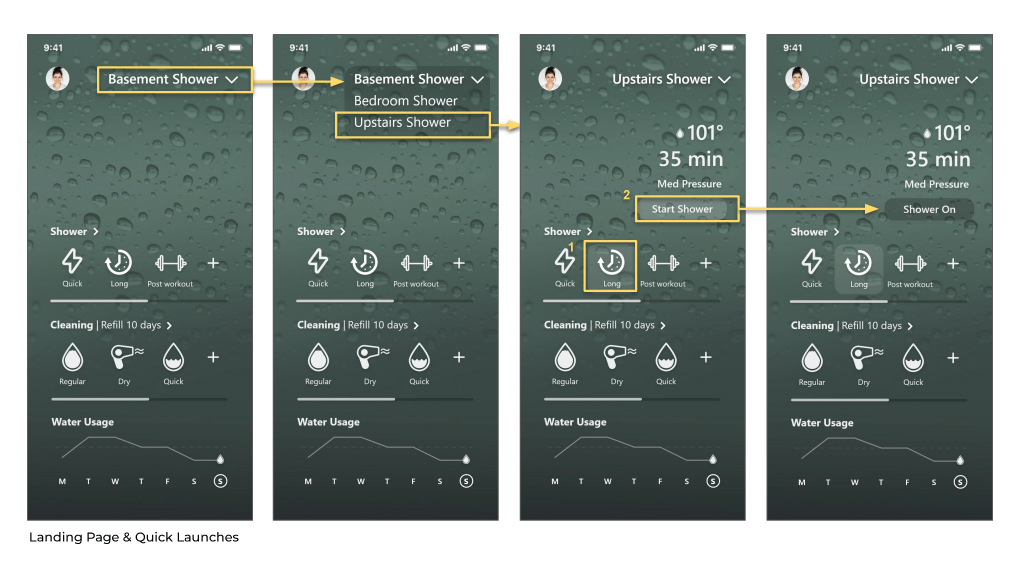 9:41
Basement Shower
Shower >
Quick Long Post workout +
Cleaning | Refill 10 days >
Regular Dry Quick +
Water Usage
M T W T F S S
9:41
Basement Shower
Bedroom Shower
Upstairs Shower
Shower >
Quick Long Post workout +
Cleaning | Refill 10 days >
Regular Dry Quick +
Water Usage
M T W T F S S
9:41
Upstairs Shower
101°
35 min
Med Pressure
2
Start Shower
Shower >
1
Quick Long Post workout +
Cleaning | Refill 10 days >
Regular Dry Quick +
Water Usage
M T W T F S S
9:41
Upstairs Shower
101°
35 min
Med Pressure
Shower On
Shower >
Quick Long Post workout +
Cleaning | Refill 10 days >
Regular Dry Quick +
Water Usage
M T W T F S S
Landing Page & Quick Launches